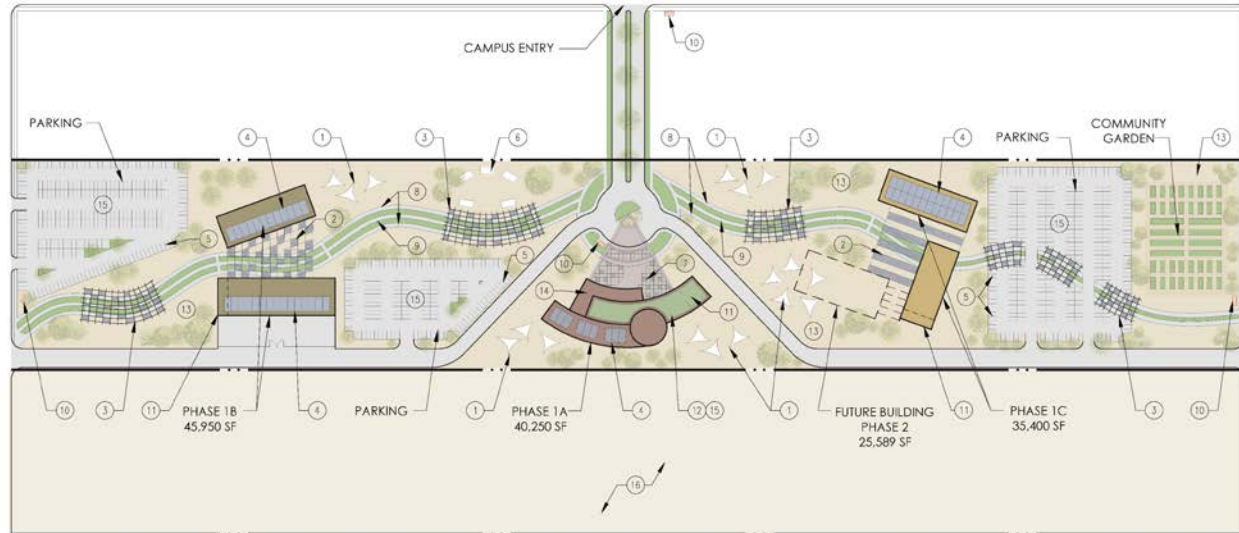 CAMPUS ENTRY
10
PARKING
4
1
3
6
8
1
3
4
PARKING
COMMUNITY
GARDEN
13
13
15
2
8
5
9
15
2
10
7
9
5
15
14
11
5
13
13
3
10
3
11
PHASE 1B
45,950 SF
4
PARKING
1
PHASE 1A
40,250 SF
4
12 15
1
FUTURE BUILDING
PHASE 2
25,589 SF
11
PHASE 1C
35,400 SF
3
10
16